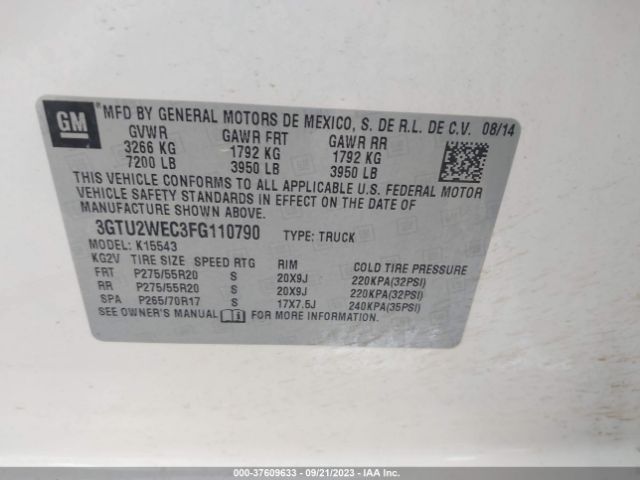 GM
MFD BY GENERAL MOTORS DE MEXICO, S. DE R.L. DE C.V. 08/14
GVWR GAWR FRT GAWR RR
3266 KG 1792 KG 1792 KG
7200 LB 3950 LB 3950 LB
THIS VEHICLE CONFORMS TO ALL APPLICABLE U.S. FEDERAL MOTOR
VEHICLE SAFETY STANDARDS IN EFFECT ON THE DATE OF
MANUFACTURE SHOWN ABOVE.
3GTU2WEC3FG110790 TYPE: TRUCK
MODEL: K15543
KG2V TIRE SIZE SPEED RTG RIM COLD TIRE PRESSURE
FRT P275/55R20 S 20X9J 220KPA(32PSI)
RR P275/55R20 S 20X9J 220KPA(32PSI)
SPA P265/70R17 S 17X7.5J 240KPA(35PSI)
SEE OWNER'S MANUAL FOR MORE INFORMATION.
000-37609633 - 09/21/2023 - IAA Inc.